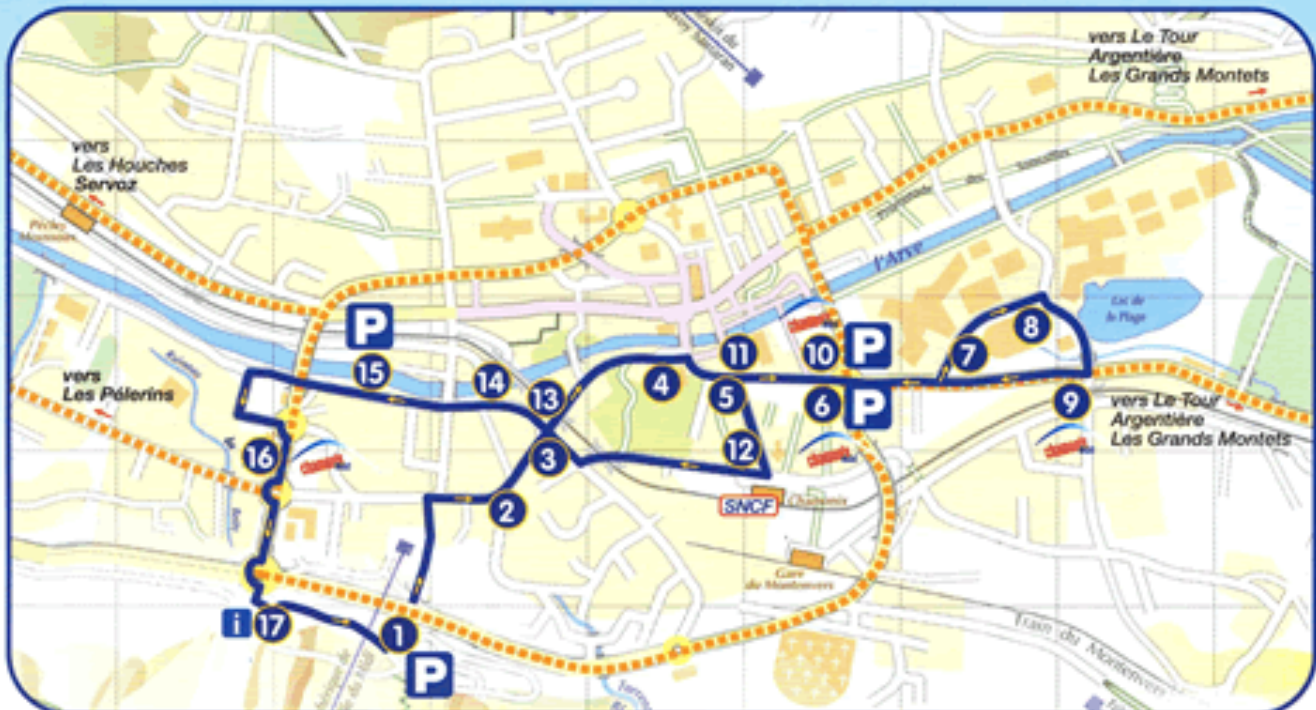 vers Le Tour
Argentière
Les Grands Montets
vers
Les Houches
Servoz
l'Arve
Lac de
la Plage
P
P
P
11
10
8
7
15
14
13
4
5
6
9
vers
Les Pélerins
vers Le Tour
Argentière
Les Grands Montets
16
3
12
2
SNCF
Chamonix
Gare
du Montenvers
i
17
1
P
Train du Montenvers